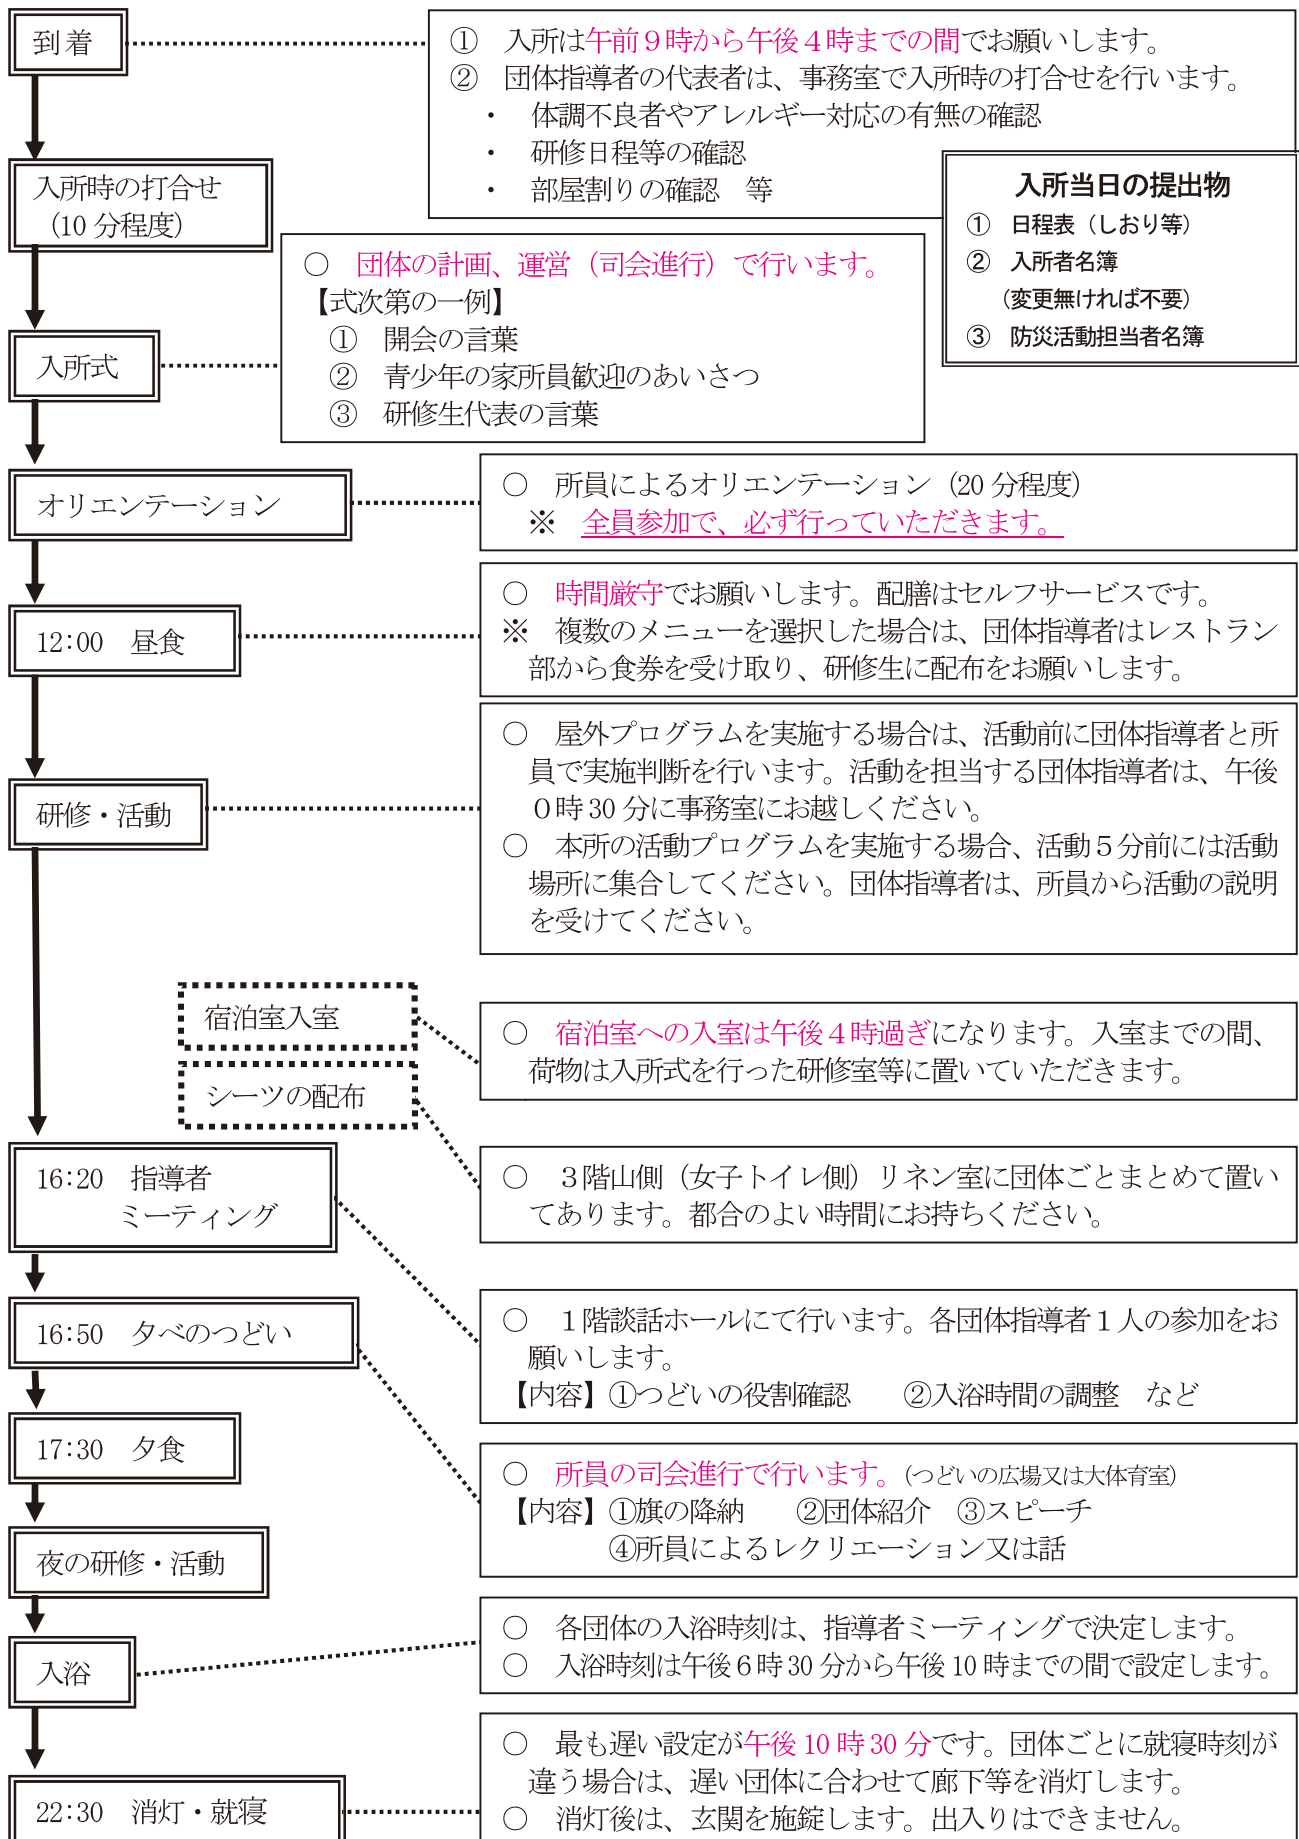 到着
① 入所は午前９時から午後４時までの間でお願いします。
② 団体指導者の代表者は、事務室で入所時の打合せを行います。
・ 体調不良者やアレルギー対応の有無の確認
・ 研修日程等の確認
・ 部屋割りの確認 等
入所当日の提出物
① 日程表（しおり等）
② 入所者名簿
（変更無ければ不要）
③ 防災活動担当者名簿
入所時の打合せ
（10 分程度）
○ 団体の計画、運営（司会進行）で行います。
【式次第の一例】
① 開会の言葉
② 青少年の家所員歓迎のあいさつ
③ 研修生代表の言葉
入所式
オリエンテーション
○ 所員によるオリエンテーション（20 分程度）
※ 全員参加で、必ず行っていただきます。
12:00 昼食
○ 時間厳守でお願いします。配膳はセルフサービスです。
※ 複数のメニューを選択した場合は、団体指導者はレストラン
部から食券を受け取り、研修生に配布をお願いします。
研修・活動
○ 屋外プログラムを実施する場合は、活動前に団体指導者と所
員で実施判断を行います。活動を担当する団体指導者は、午後
０時 30 分に事務室にお越しください。
○ 本所の活動プログラムを実施する場合、活動５分前には活動
場所に集合してください。団体指導者は、所員から活動の説明
を受けてください。
宿泊室入室
○ 宿泊室への入室は午後４時過ぎになります。入室までの間、
荷物は入所式を行った研修室等に置いていただきます。
シーツの配布
○ ３階山側（女子トイレ側）リネン室に団体ごとまとめて置い
てあります。都合のよい時間にお持ちください。
16:20 指導者
ミーティング
○ １階談話ホールにて行います。各団体指導者１人の参加をお
願いします。
【内容】①つどいの役割確認 ②入浴時間の調整 など
16:50 夕べのつどい
○ 所員の司会進行で行います。（つどいの広場又は大体育室）
【内容】①旗の降納 ②団体紹介 ③スピーチ
④所員によるレクリエーション又は話
17:30 夕食
夜の研修・活動
入浴
○ 各団体の入浴時刻は、指導者ミーティングで決定します。
○ 入浴時刻は午後６時 30 分から午後 10 時までの間で設定します。
22:30 消灯・就寝
○ 最も遅い設定が午後 10 時 30 分です。団体ごとに就寝時刻が
違う場合は、遅い団体に合わせて廊下等を消灯します。
○ 消灯後は、玄関を施錠します。出入りはできません。